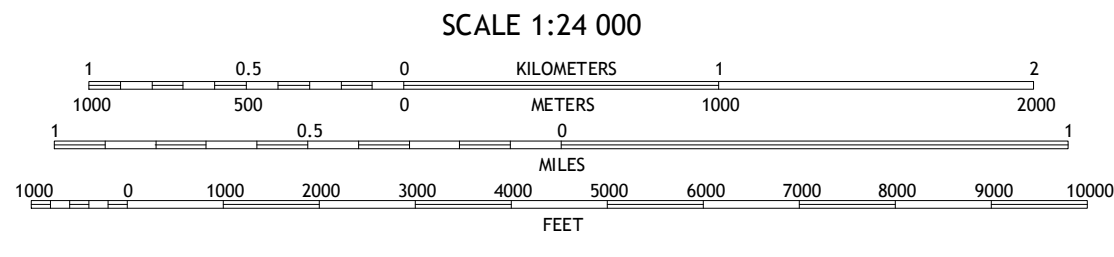 SCALE 1:24 000
1 0.5 0 KILOMETERS 1 2
1000 500 0 METERS 1000 2000
1 0.5 0 1
MILES
1000 0 1000 2000 3000 4000 5000 6000 7000 8000 9000 10000
FEET